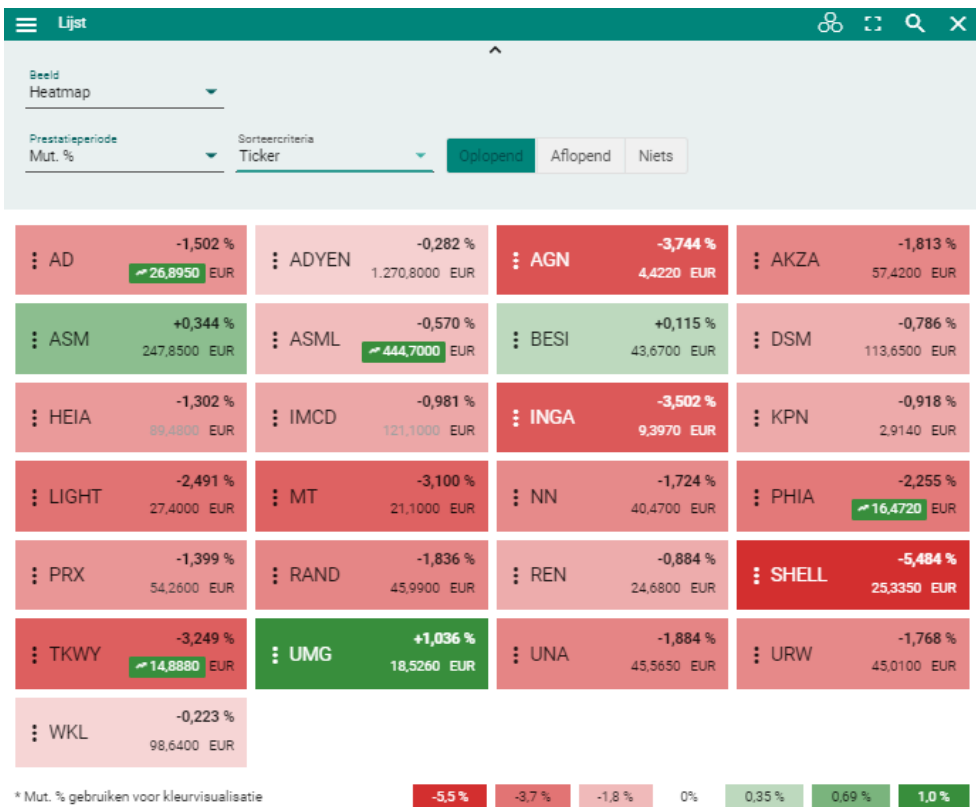 Lijst
Beeld
Heatmap
Prestatieperiode Sorteercriteria
Mut. % Ticker Oplopend Aflopend Niets
AD -1,502 % 26,8950 EUR
ADYEN -0,282 % 1.270,8000 EUR
AGN -3,744 % 4,4220 EUR
AKZA -1,813 % 57,4200 EUR
ASM +0,344 % 247,8500 EUR
ASML -0,570 % 444,7000 EUR
BESI +0,115 % 43,6700 EUR
DSM -0,786 % 113,6500 EUR
HEIA -1,302 % 89,4800 EUR
IMCD -0,981 % 121,1000 EUR
INGA -3,502 % 9,3970 EUR
KPN -0,918 % 2,9140 EUR
LIGHT -2,491 % 27,4000 EUR
MT -3,100 % 21,1000 EUR
NN -1,724 % 40,4700 EUR
PHIA -2,255 % 16,4720 EUR
PRX -1,399 % 54,2600 EUR
RAND -1,836 % 45,9900 EUR
REN -0,884 % 24,6800 EUR
SHELL -5,484 % 25,3350 EUR
TKWY -3,249 % 14,8880 EUR
UMG +1,036 % 18,5260 EUR
UNA -1,884 % 45,5650 EUR
URW -1,768 % 45,0100 EUR
WKL -0,223 % 98,6400 EUR
* Mut. % gebruiken voor kleurvisualisatie -5,5 % -3,7 % -1,8 % 0% 0,35 % 0,69 % 1,0 %